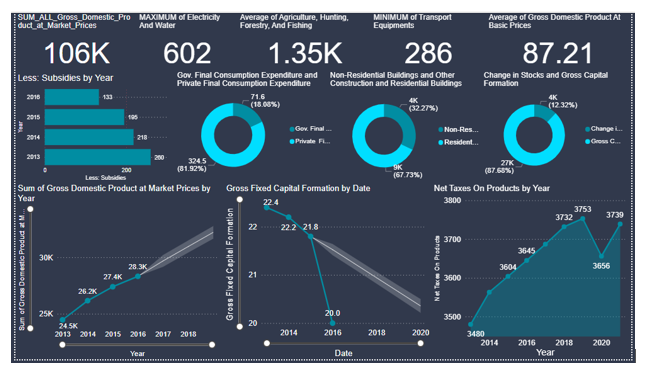 SUM_ALL_Gross_Domestic_Pro
duct_at_Market_Prices
106K
MAXIMUM of Electricity
And Water
602
Average of Agriculture, Hunting,
Forestry, And Fishing
1.35K
MINIMUM of Transport
Equipments
286
Average of Gross Domestic Product At
Basic Prices
87.21
Less: Subsidies by Year
Year
2016
133
2015
195
2014
218
2013
260
0
200
Less: Subsidies
Gov. Final Consumption Expenditure and
Private Final Consumption Expenditure
71.6
(18.08%)
324.5
(81.92%)
Gov. Final ...
Private Fi...
Non-Residential Buildings and Other
Construction and Residential Buildings
4K
(32.27%)
9K
(67.73%)
Non-Res...
Resident...
Change in Stocks and Gross Capital
Formation
4K
(12.32%)
27K
(87.68%)
Change i...
Gross C...
Sum of Gross Domestic Product at Market Prices by
Year
Sum of Gross Domestic Product at M...
30K
25K
24.5K
26.2K
27.4K
28.3K
2013
2014
2015
2016
2017
2018
Year
Gross Fixed Capital Formation by Date
Gross Fixed Capital Formation
22
21
20
22.4
22.2
21.8
20.0
2014
2016
2018
2020
Date
Net Taxes On Products by Year
Net Taxes On Products
3800
3700
3600
3500
3480
3604
3645
3732
3753
3656
3739
2014
2016
2018
2020
Year